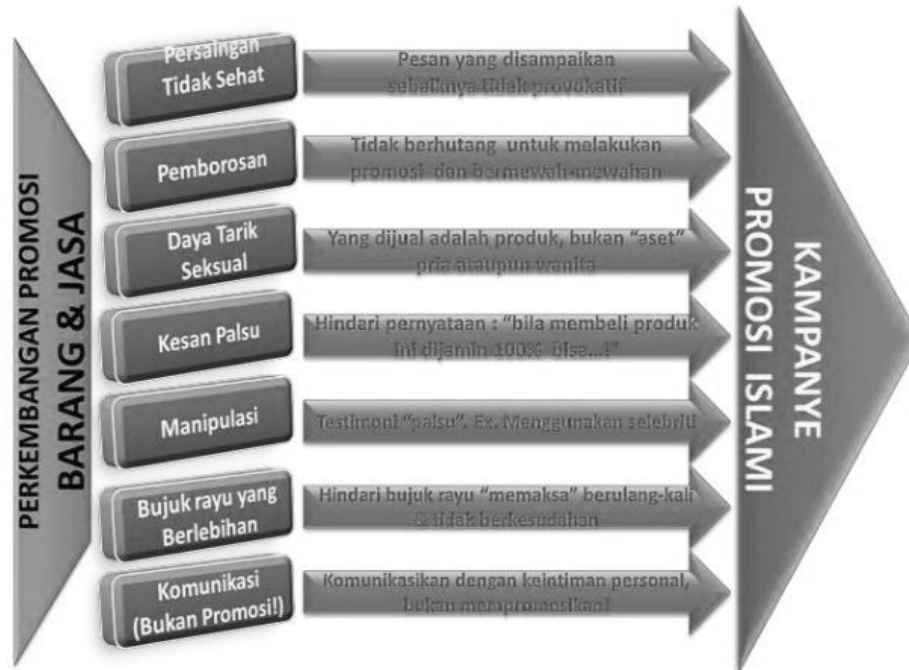 PERKEMBANGAN PROMOSI
BARANG & JASA
Persaingan
Tidak Sehat
Pesan yang disampaikan
sebaiknya tidak provokatif
Pemborosan
Tidak berhutang untuk melakukan
promosi dan bermewah-mewahan
Daya Tarik
Seksual
Yang dijual adalah produk, bukan “aset”
pria ataupun wanita
Kesan Palsu
Hindari pernyataan : “bila membeli produk
ini dijamin 100% bisa...!”
Manipulasi
Testimoni “palsu”. Ex. Menggunakan selebriti
Bujuk rayu yang
Berlebihan
Hindari bujuk rayu “memaksa” berulang-kali
& tidak berkesudahan
Komunikasi
(Bukan Promosi!)
Komunikasikan dengan keintiman personal,
bukan mempromosikan!
KAMPANYE
PROMOSI ISLAMI